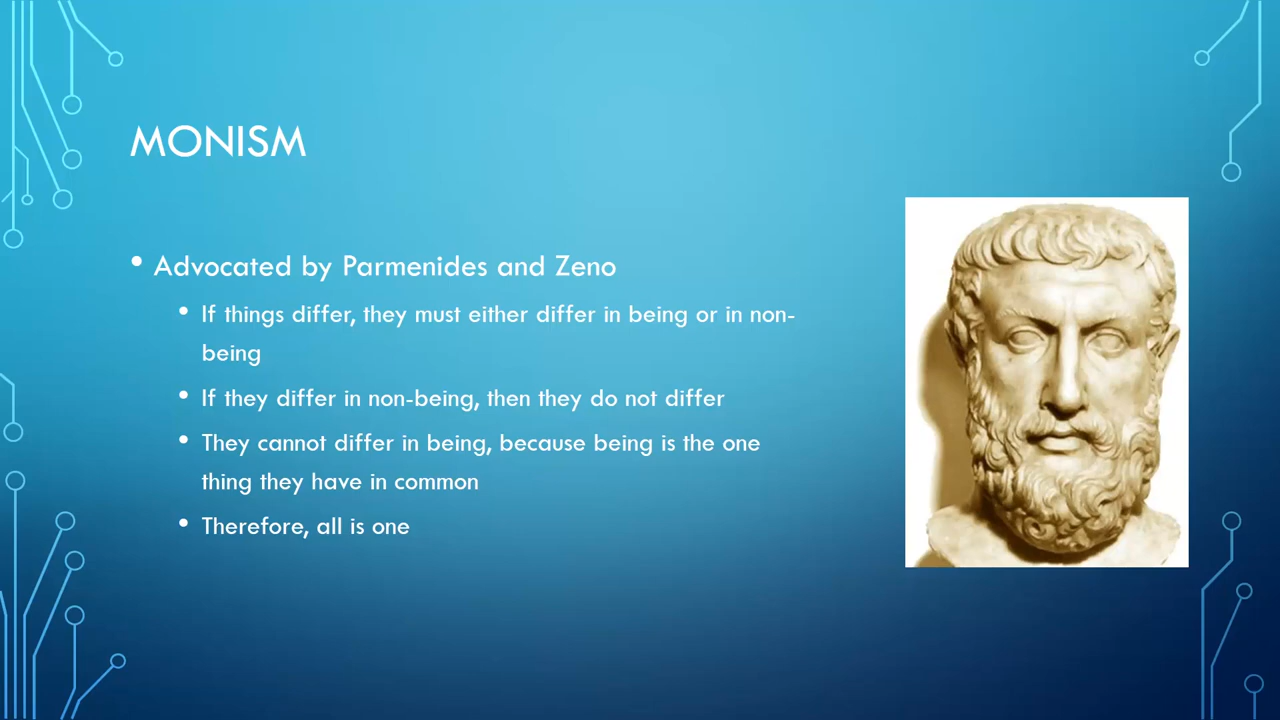 MONISM
• Advocated by Parmenides and Zeno
• If things differ, they must either differ in being or in non-
being
• If they differ in non-being, then they do not differ
• They cannot differ in being, because being is the one
thing they have in common
• Therefore, all is one